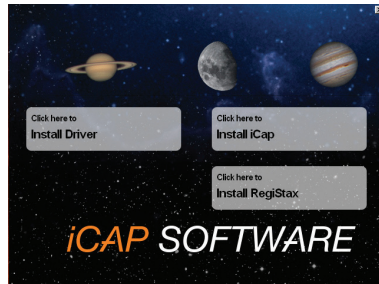 Click here to
Install Driver
Click here to
Install iCap
Click here to
Install RegiStax
iCAP SOFTWARE